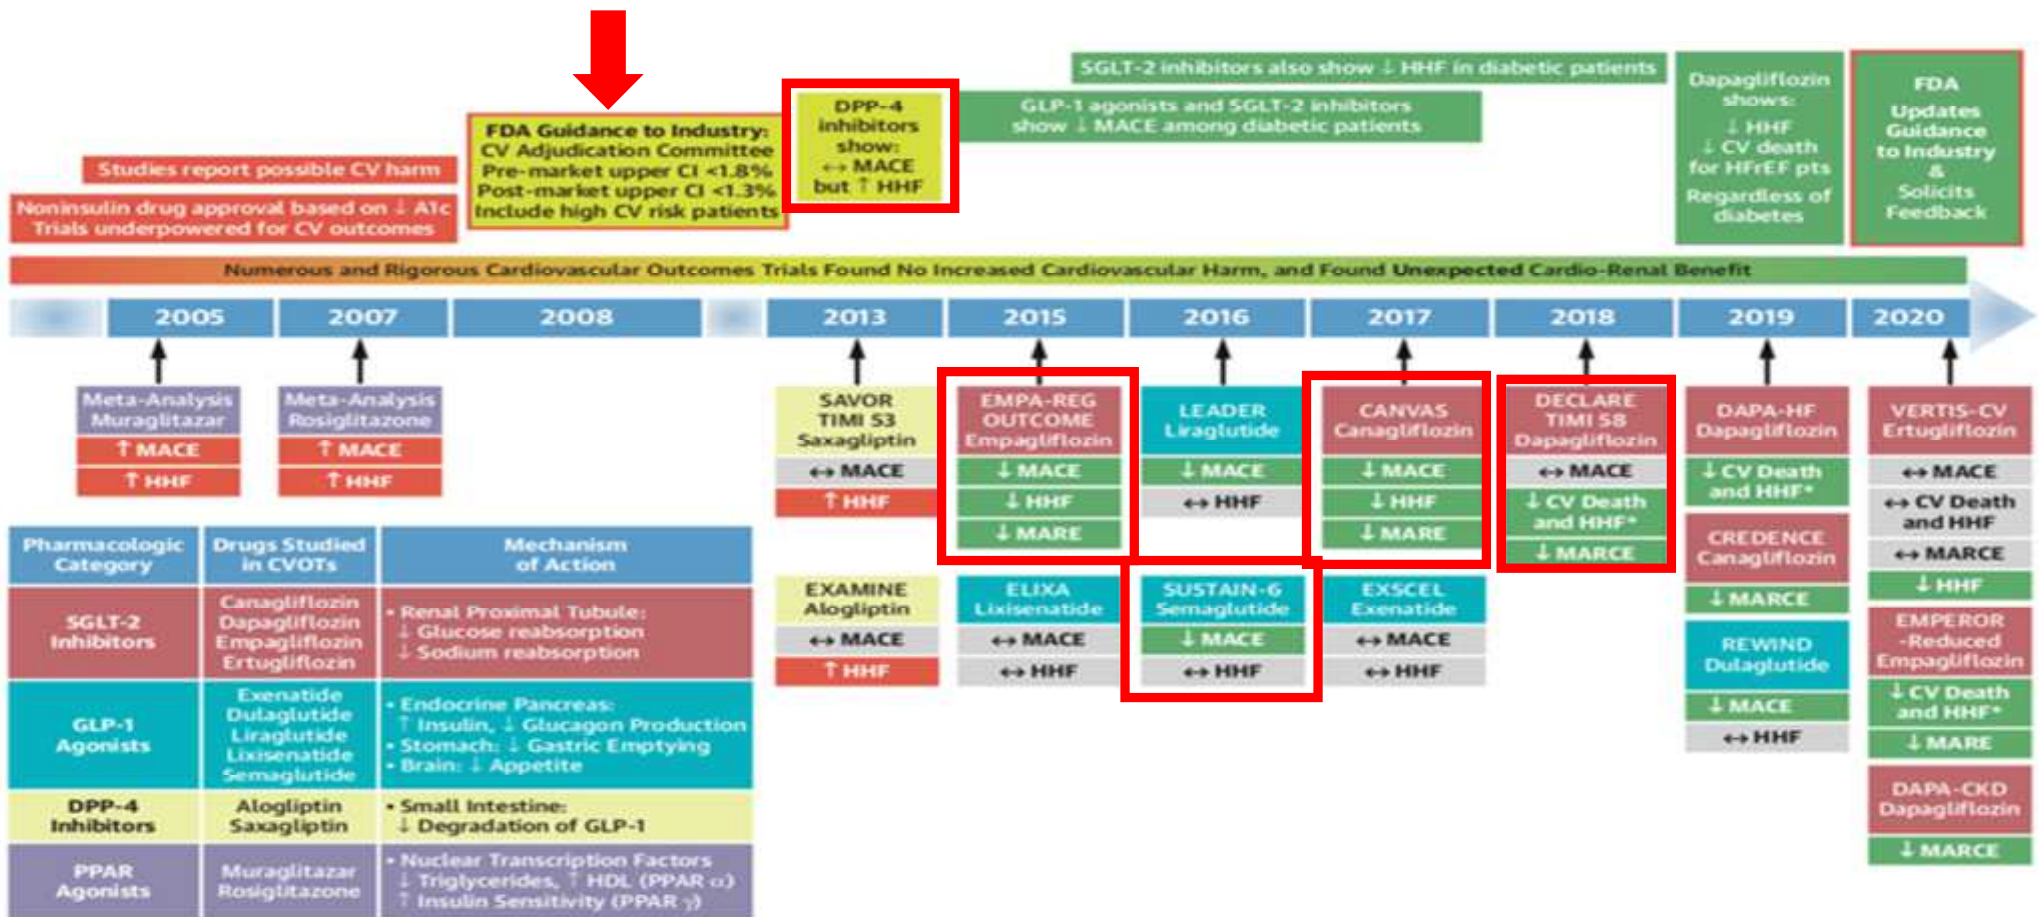 SGLT-2 inhibitors also show ↓ HHF in diabetic patients
GLP-1 agonists and SGLT-2 inhibitors
show ↓ MACE among diabetic patients
Dapagliflozin
shows:
↓ HHF
↓ CV death
for HFrEF pts
Regardless of
diabetes
FDA
Updates
Guidance
to Industry
&
Solicits
Feedback
DPP-4
inhibitors
show:
↔ MACE
but ↑ HHF
FDA Guidance to Industry:
CV Adjudication Committee
Pre-market upper CI <1.8%
Post-market upper CI <1.3%
Include high CV risk patients
Studies report possible CV harm
Noninsulin drug approval based on ↓ A1c
Trials underpowered for CV outcomes
Numerous and Rigorous Cardiovascular Outcomes Trials Found No Increased Cardiovascular Harm, and Found Unexpected Cardio-Renal Benefit
2005
2007
2008
2013
2015
2016
2017
2018
2019
2020
Meta-Analysis
Muraglitazar
↑ MACE
↑ HHF
Meta-Analysis
Rosiglitazone
↑ MACE
↑ HHF
SAVOR
TIMI 53
Saxagliptin
↔ MACE
↑ HHF
EXAMINE
Alogliptin
↔ MACE
↑ HHF
EMPA-REG
OUTCOME
Empagliflozin
↓ MACE
↓ HHF
↓ MARE
ELIXA
Lixisenatide
↔ MACE
↔ HHF
LEADER
Liraglutide
↓ MACE
↔ HHF
SUSTAIN-6
Semaglutide
↓ MACE
↔ HHF
CANVAS
Canagliflozin
↓ MACE
↓ HHF
↓ MARE
EXSCEL
Exenatide
↔ MACE
↔ HHF
DECLARE
TIMI 58
Dapagliflozin
↔ MACE
↓ CV Death
and HHF*
↓ MARCE
DAPA-HF
Dapagliflozin
↓ CV Death
and HHF*
CREDENCE
Canagliflozin
↓ MARCE
REWIND
Dulaglutide
↓ MACE
↔ HHF
VERTIS-CV
Ertugliflozin
↔ MACE
↔ CV Death
and HHF
↔ MARCE
↓ HHF
EMPEROR
-Reduced
Empagliflozin
↓ CV Death
and HHF*
↓ MARE
DAPA-CKD
Dapagliflozin
↓ MARCE
Pharmacologic
Category
Drugs Studied
in CVOTs
Mechanism
of Action
SGLT-2
Inhibitors
Canagliflozin
Dapagliflozin
Empagliflozin
Ertugliflozin
• Renal Proximal Tubule:
↓ Glucose reabsorption
↓ Sodium reabsorption
GLP-1
Agonists
Exenatide
Dulaglutide
Liraglutide
Lixisenatide
Semaglutide
• Endocrine Pancreas:
↑ Insulin, ↓ Glucagon Production
• Stomach: ↓ Gastric Emptying
• Brain: ↓ Appetite
DPP-4
Inhibitors
Alogliptin
Saxagliptin
• Small Intestine:
↓ Degradation of GLP-1
PPAR
Agonists
Muraglitazar
Rosiglitazone
• Nuclear Transcription Factors
↓ Triglycerides, ↑ HDL (PPAR α)
↑ Insulin Sensitivity (PPAR γ)